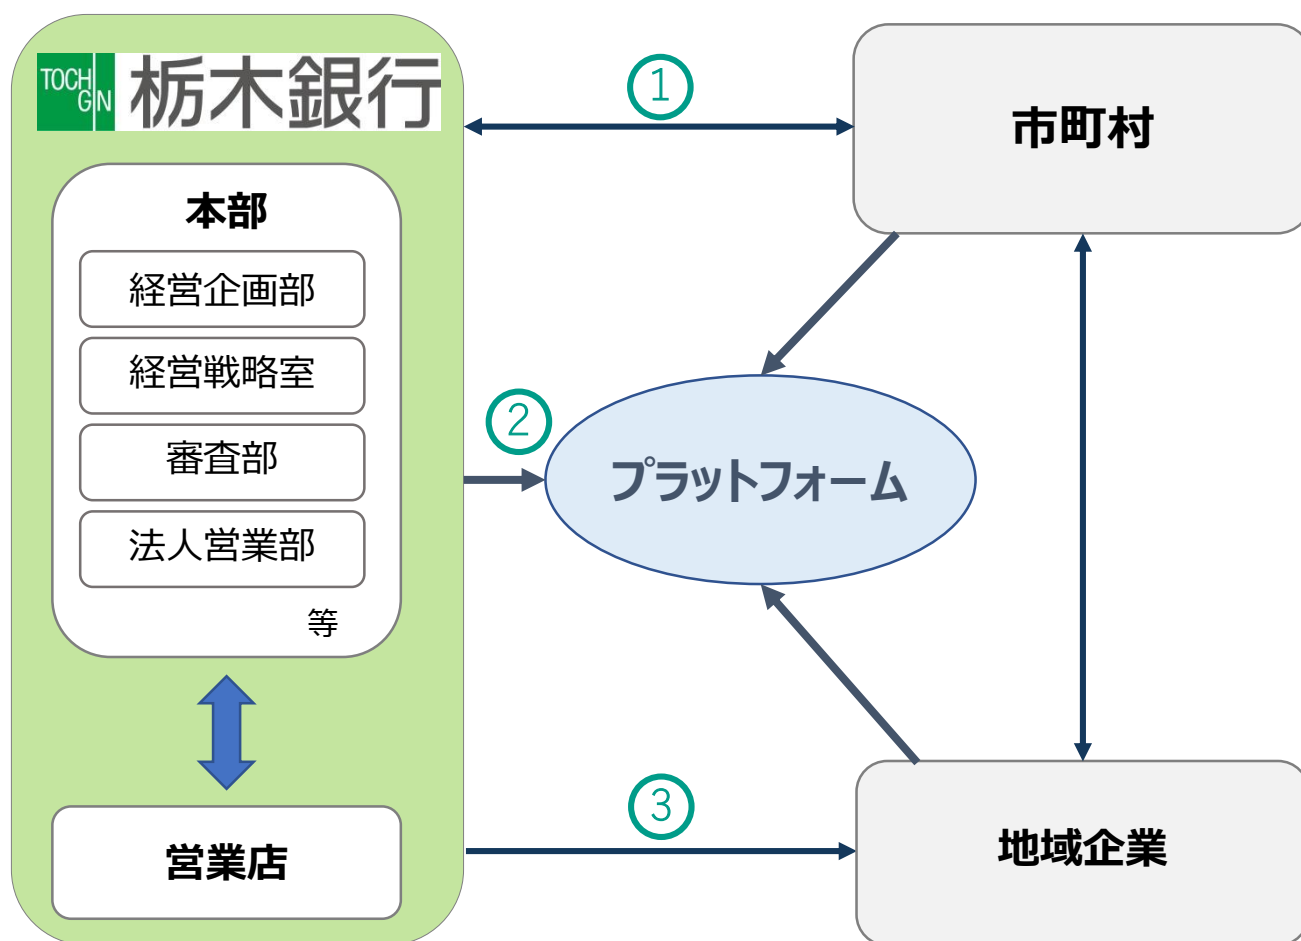 TOCHI
GIN
栃木銀行
本部
経営企画部
経営戦略室
審査部
法人営業部
等
営業店
①
市町村
②
プラットフォーム
③
地域企業